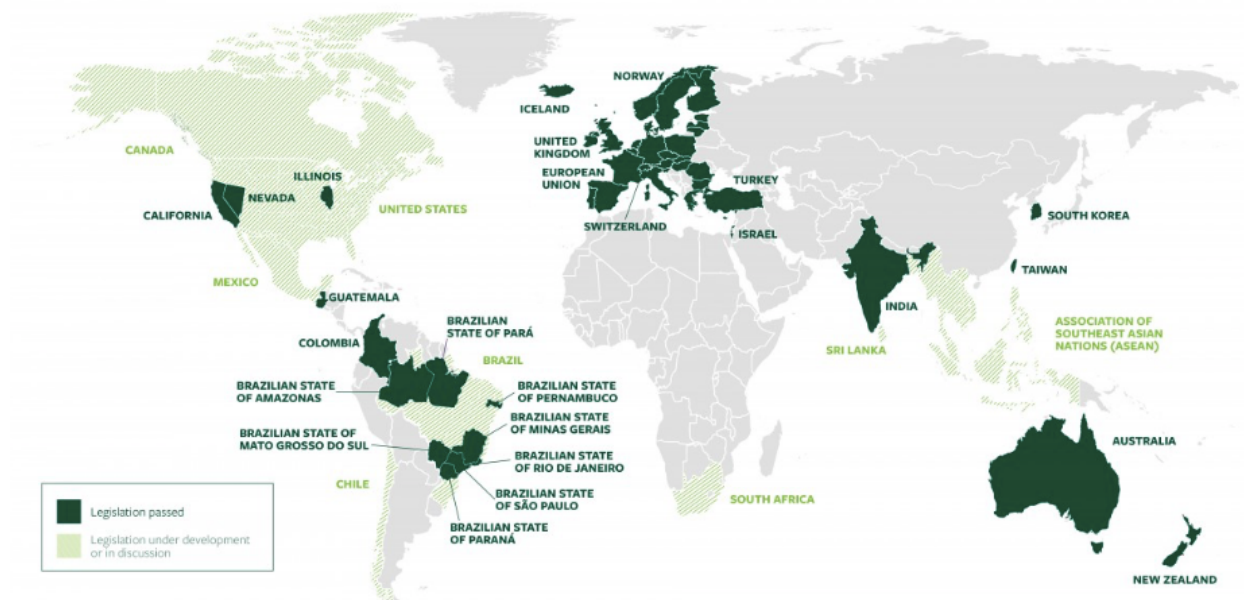 NORWAY
ICELAND
UNITED
KINGDOM
EUROPEAN
UNION
TURKEY
SWITZERLAND
ISRAEL
CANADA
ILLINOIS
NEVADA
CALIFORNIA
UNITED STATES
SOUTH KOREA
TAIWAN
MEXICO
GUATEMALA
INDIA
BRAZILIAN
STATE OF PARÁ
COLOMBIA
BRAZIL
SRI LANKA
ASSOCIATION OF
SOUTHEAST ASIAN
NATIONS (ASEAN)
BRAZILIAN STATE
OF AMAZONAS
BRAZILIAN STATE
OF PERNAMBUCO
BRAZILIAN STATE
OF MINAS GERAIS
BRAZILIAN STATE OF
MATO GROSSO DO SUL
AUSTRALIA
BRAZILIAN STATE
OF RIO DE JANEIRO
CHILE
BRAZILIAN STATE
OF SÃO PAULO
SOUTH AFRICA
BRAZILIAN STATE
OF PARANÁ
NEW ZEALAND
Legislation passed
Legislation under development
or in discussion